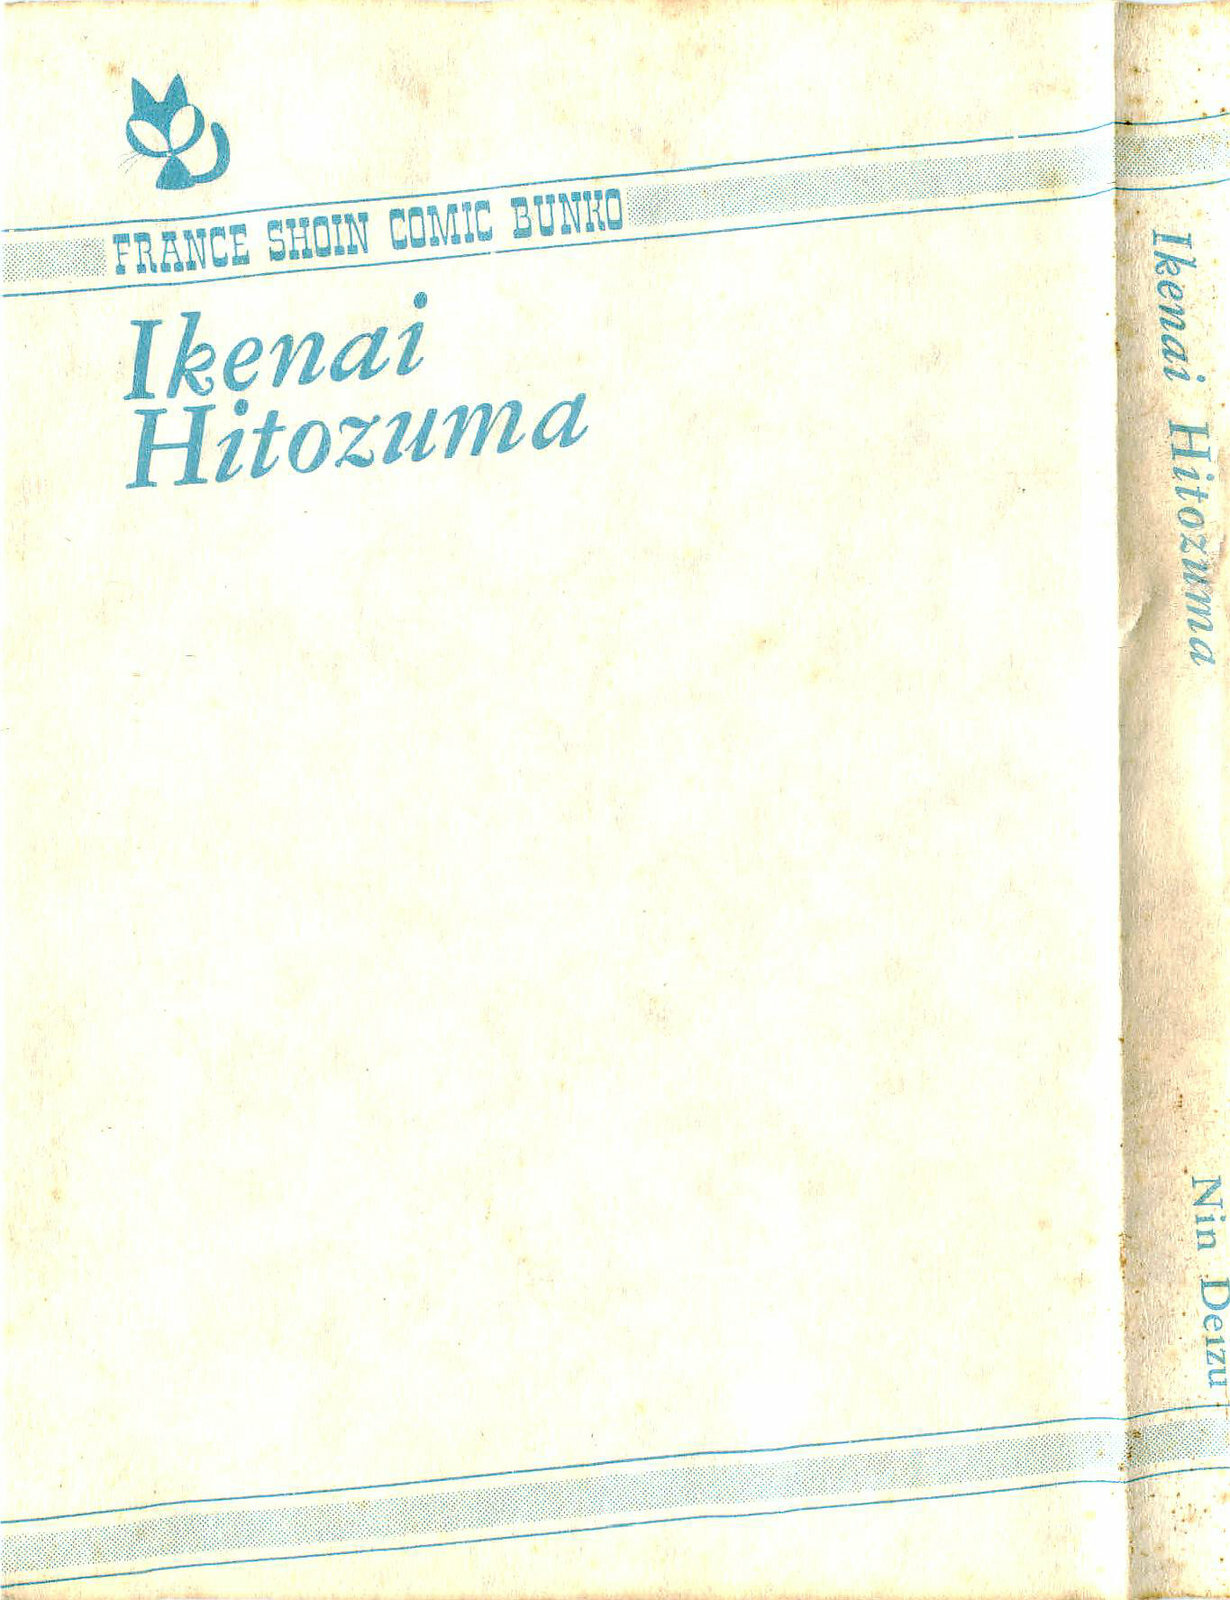 FRANCE SHOIN COMIC BUNKO
Ikenai
Hitozuma
Ikenai Hitozuma
Nin Deizu